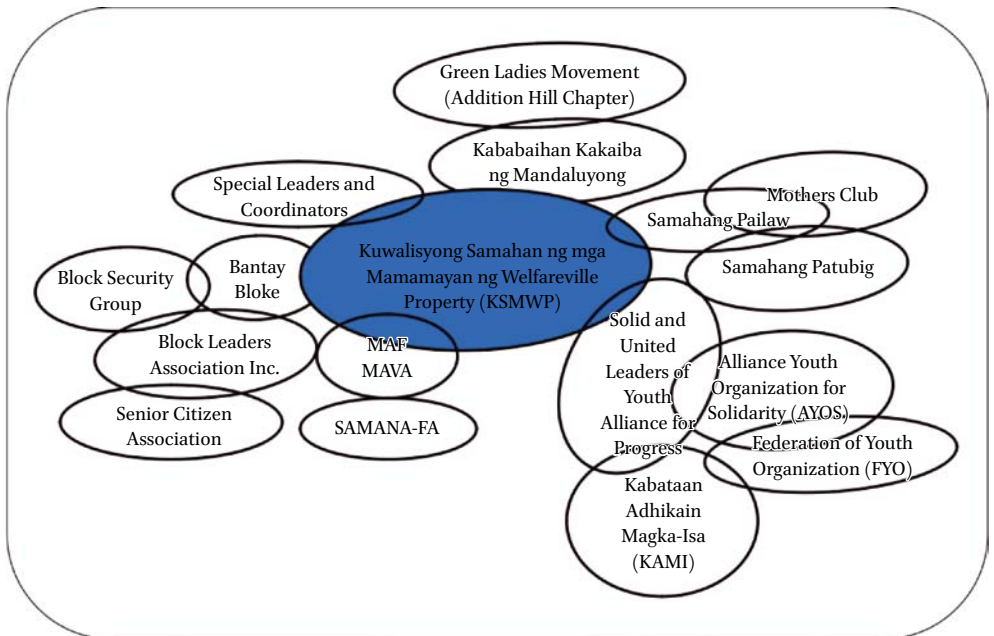 Green Ladies Movement
(Addition Hill Chapter)
Kababaihan Kakaiba
ng Mandaluyong
Special Leaders and
Coordinators
Mothers Club
Samahang Pailaw
Kuwalisyong Samahan ng mga
Mamamayan ng Welfareville
Property (KSMWP)
Samahang Patubig
Block Security
Group
Bantay
Bloke
Block Leaders
Association Inc.
MAF
MAVA
Senior Citizen
Association
SAMANA-FA
Solid and
United
Leaders of
Youth
Alliance for
Progress
Alliance Youth
Organization for
Solidarity (AYOS)
Federation of Youth
Organization (FYO)
Kabataan
Adhikain
Magka-Isa
(KAMI)